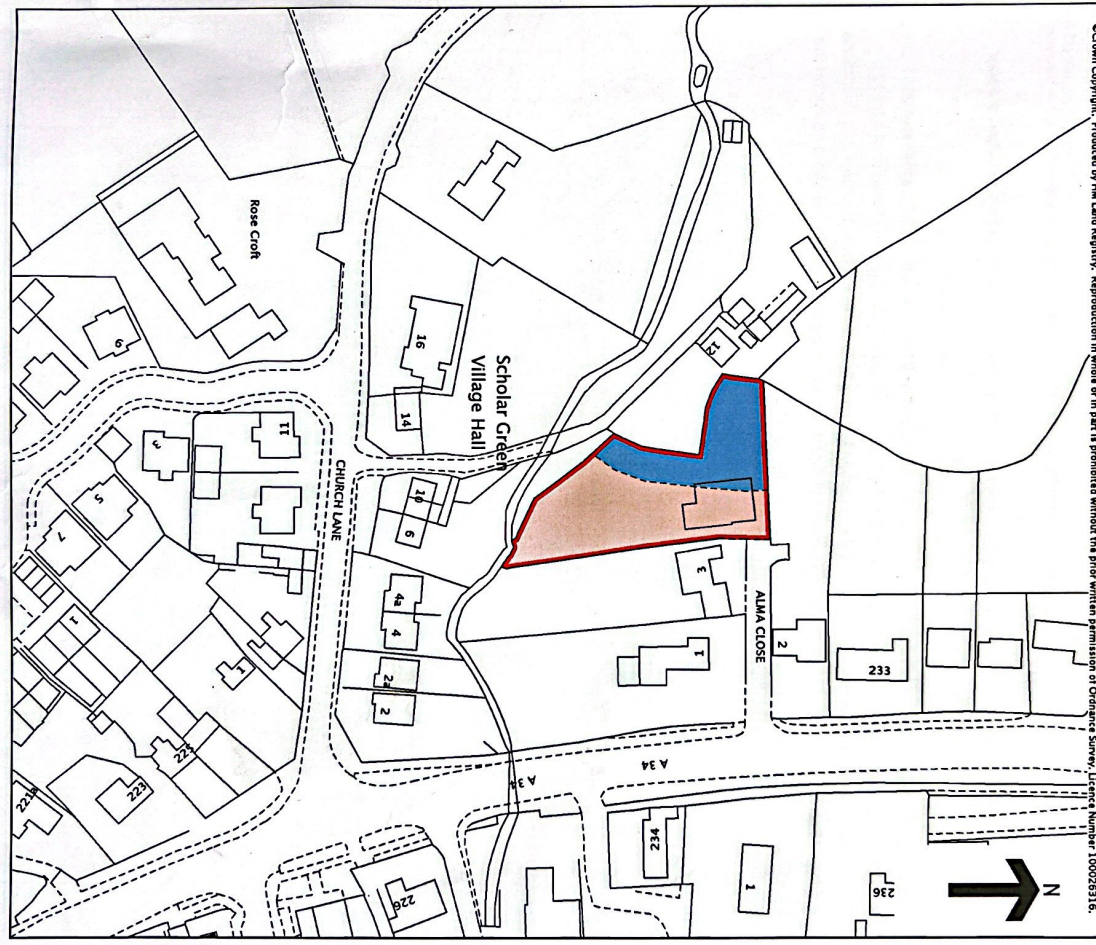 ©Crown Copyright. Produced by HM Land Registry. Reproduction in whole or in part is prohibited without the prior written permission of Ordnance Survey. Licence Number 100026316.
N
Rose Croft
16
14
Scholar Green
Village Hall
12
9
11
3
5
7
1
CHURCH LANE
10
6
4a
4
2a
2
1
3
1
ALMA CLOSE
2
233
A 34
A 34
225
223
221a
226
234
1
236